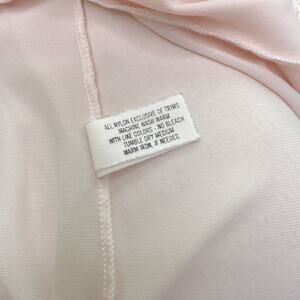 ALL NYLON EXCLUSIVE OF TRIMS
MACHINE WASH WARM
WITH LIKE COLORS . NO BLEACH
TUMBLE DRY MEDIUM
WARM IRON, IF NEEDED